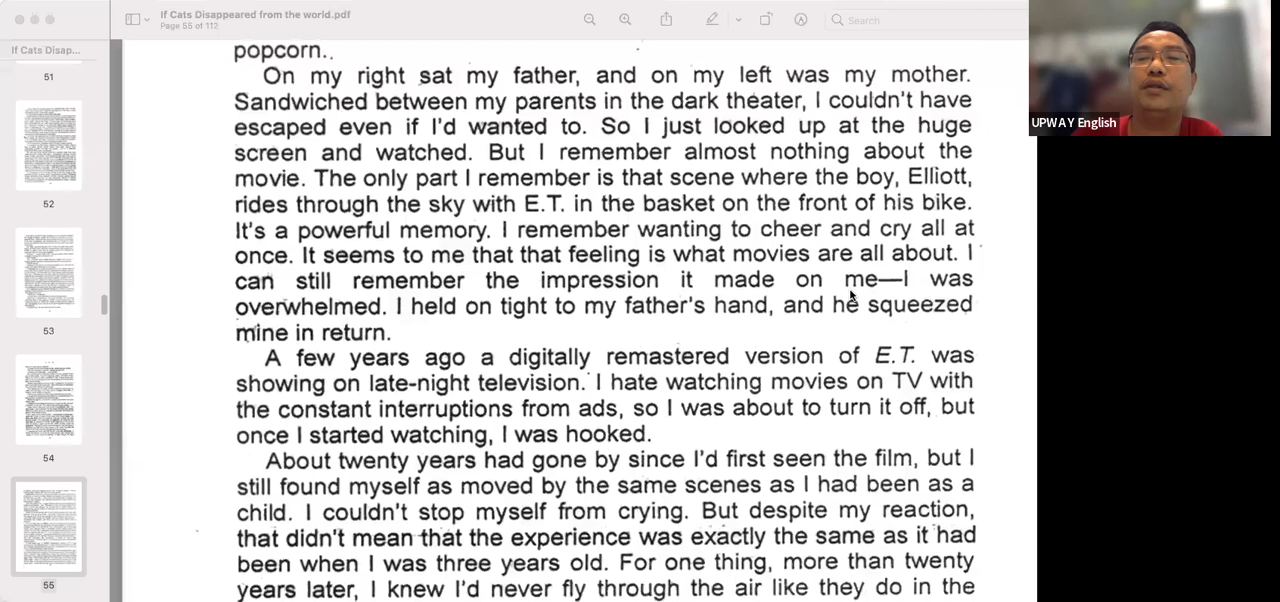 If Cats Disappeared from the world.pdf
Page 55 of 112
Search
If Cats Disap...
51
52
53
54
55
popcorn..
On my right sat my father, and on my left was my mother.
Sandwiched between my parents in the dark theater, I couldn't have
escaped even if I'd wanted to. So I just looked up at the huge
screen and watched. But I remember almost nothing about the
movie. The only part I remember is that scene where the boy, Elliott,
rides through the sky with E.T. in the basket on the front of his bike.
It's a powerful memory. I remember wanting to cheer and cry all at
once. It seems to me that that feeling is what movies are all about. I
can still remember the impression it made on me—I was
overwhelmed. I held on tight to my father's hand, and he squeezed
mine in return.
A few years ago a digitally remastered version of E.T. was
showing on late-night television. I hate watching movies on TV with
the constant interruptions from ads, so I was about to turn it off, but
once I started watching, I was hooked.
About twenty years had gone by since I'd first seen the film, but I
still found myself as moved by the same scenes as I had been as a
child. I couldn't stop myself from crying. But despite my reaction,
that didn't mean that the experience was exactly the same as it had
been when I was three years old. For one thing, more than twenty
years later, I knew I'd never fly through the air like they do in the
UPWAY English